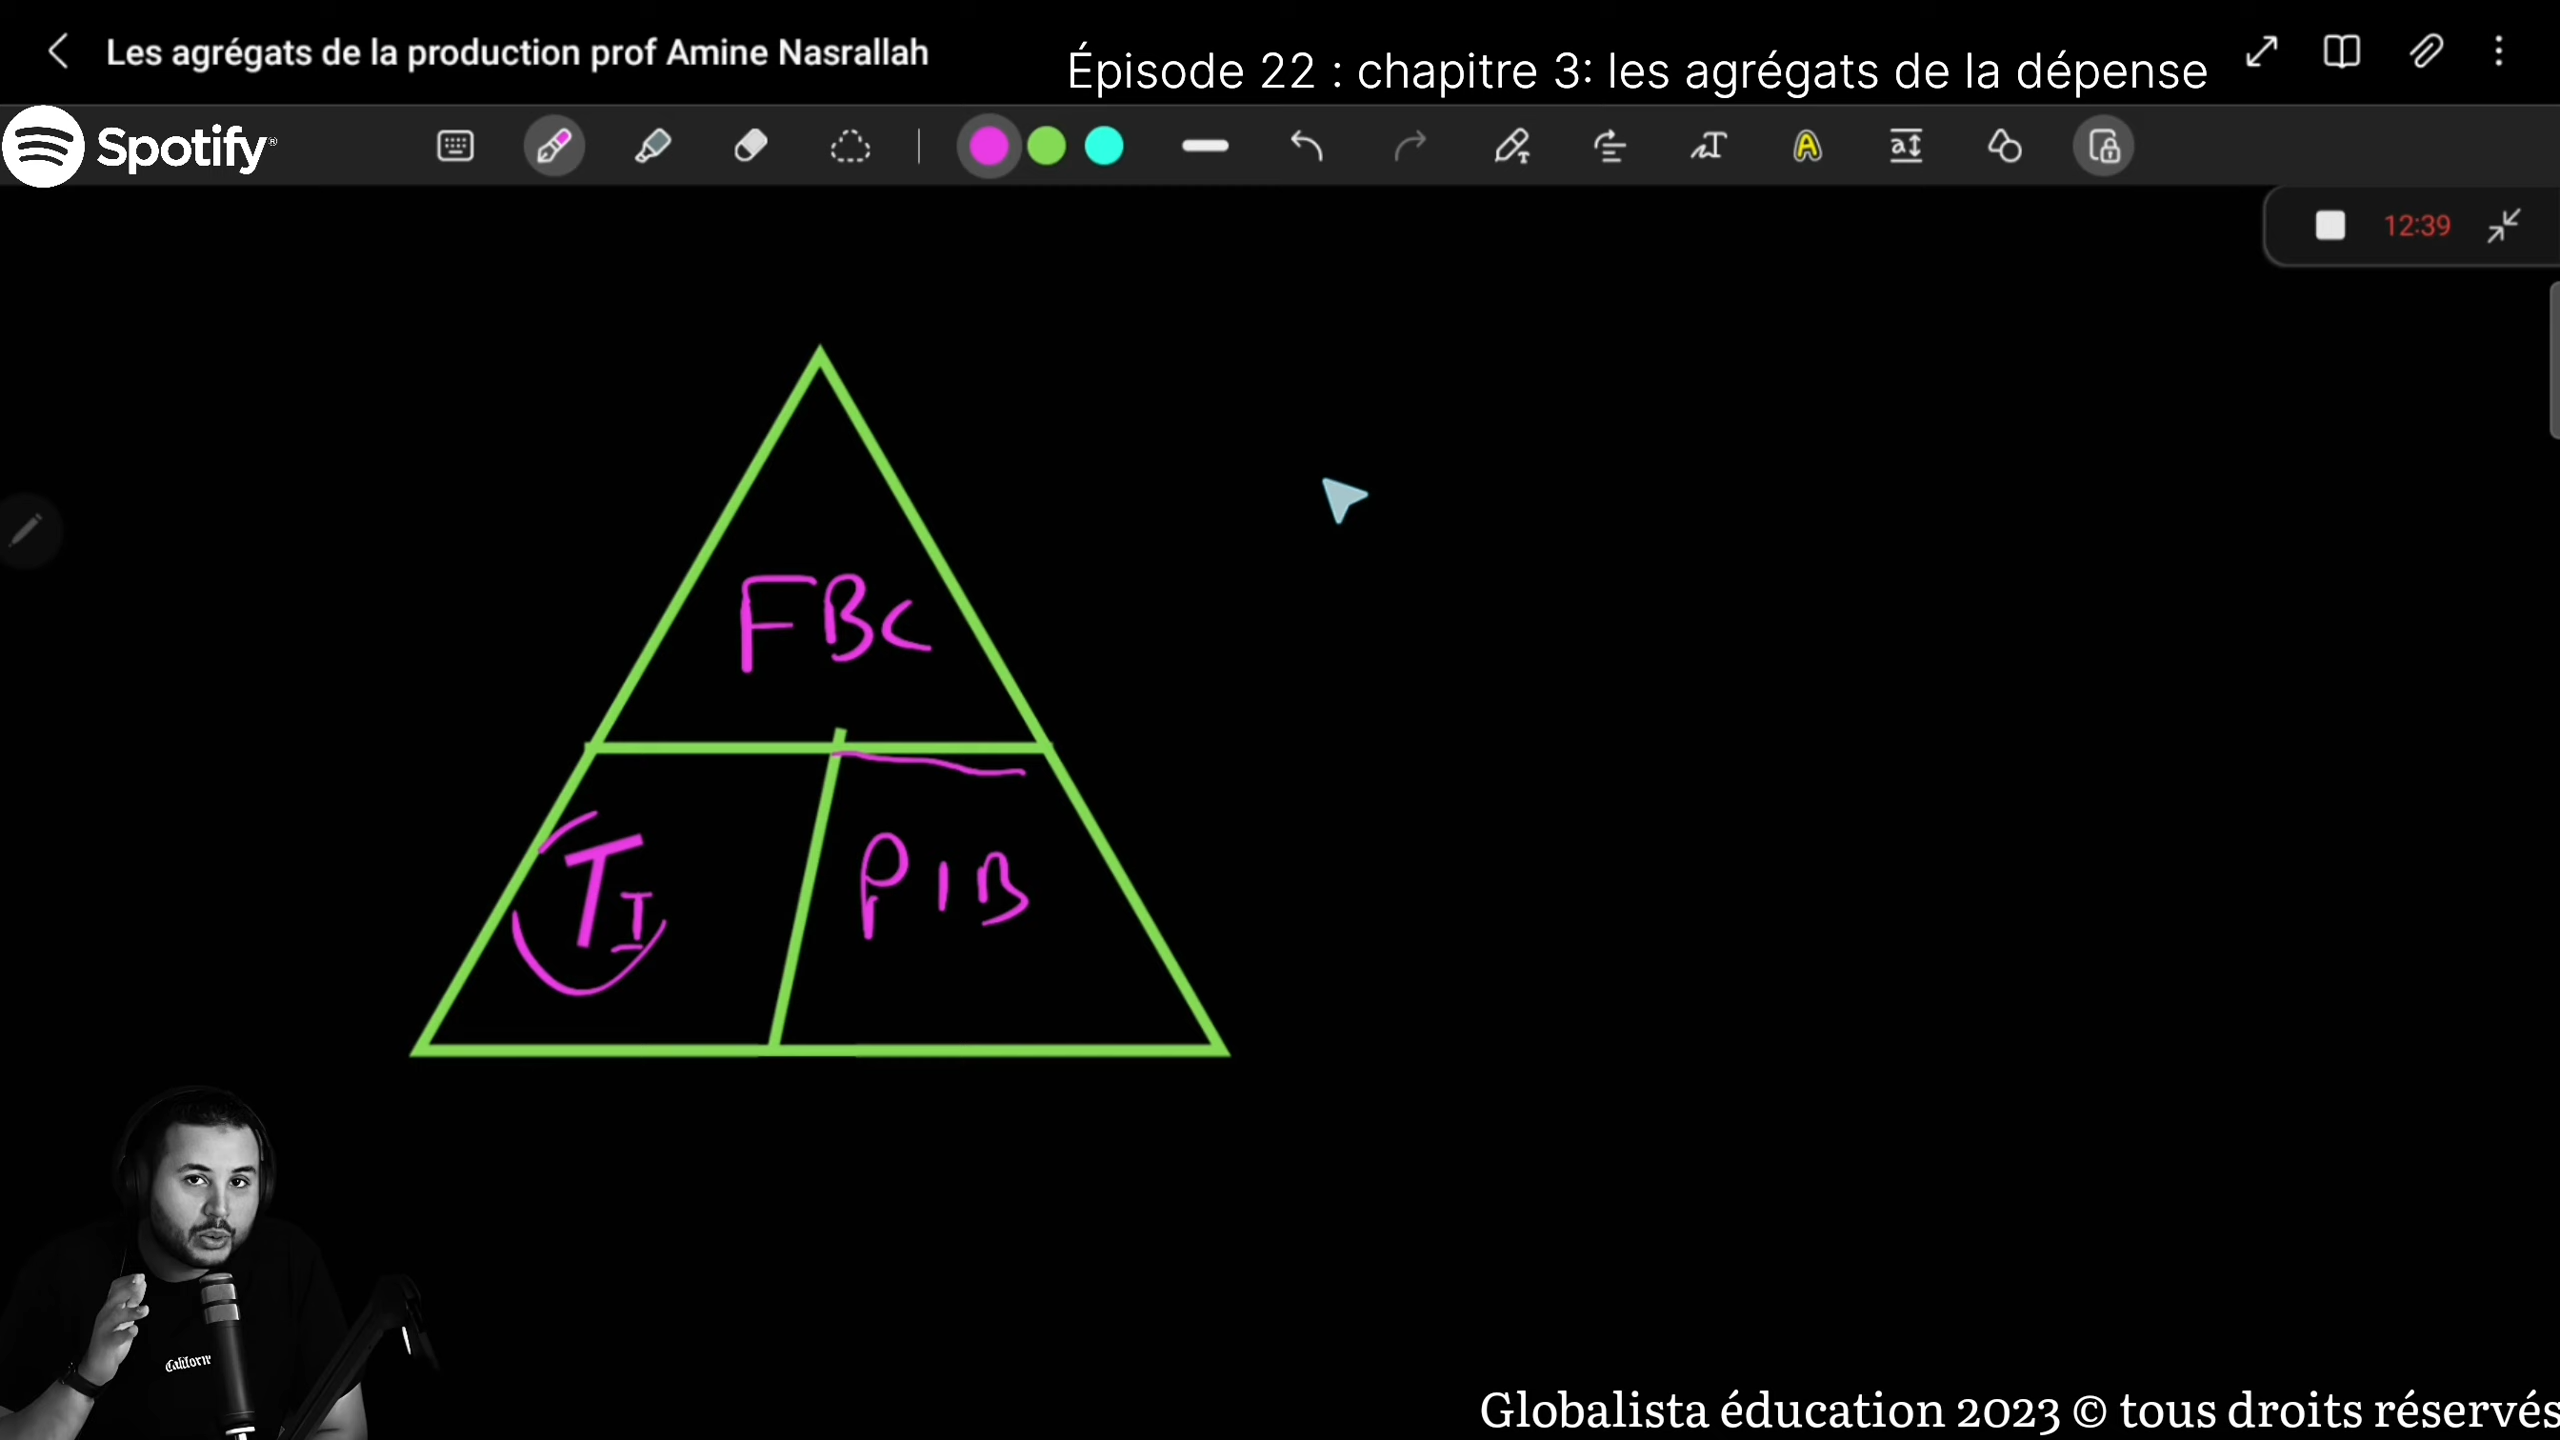 Les agrégats de la production prof Amine Nasrallah
Épisode 22 : chapitre 3: les agrégats de la dépense
Spotify®
12:39
FBC
TI
PIB
Globalista éducation 2023 © tous droits réservés